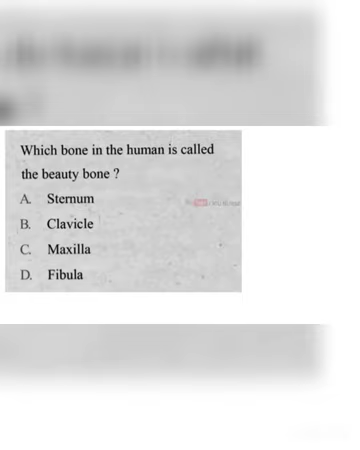 Which bone in the human is called
the beauty bone ?
A. Sternum
B. Clavicle
C. Maxilla
D. Fibula